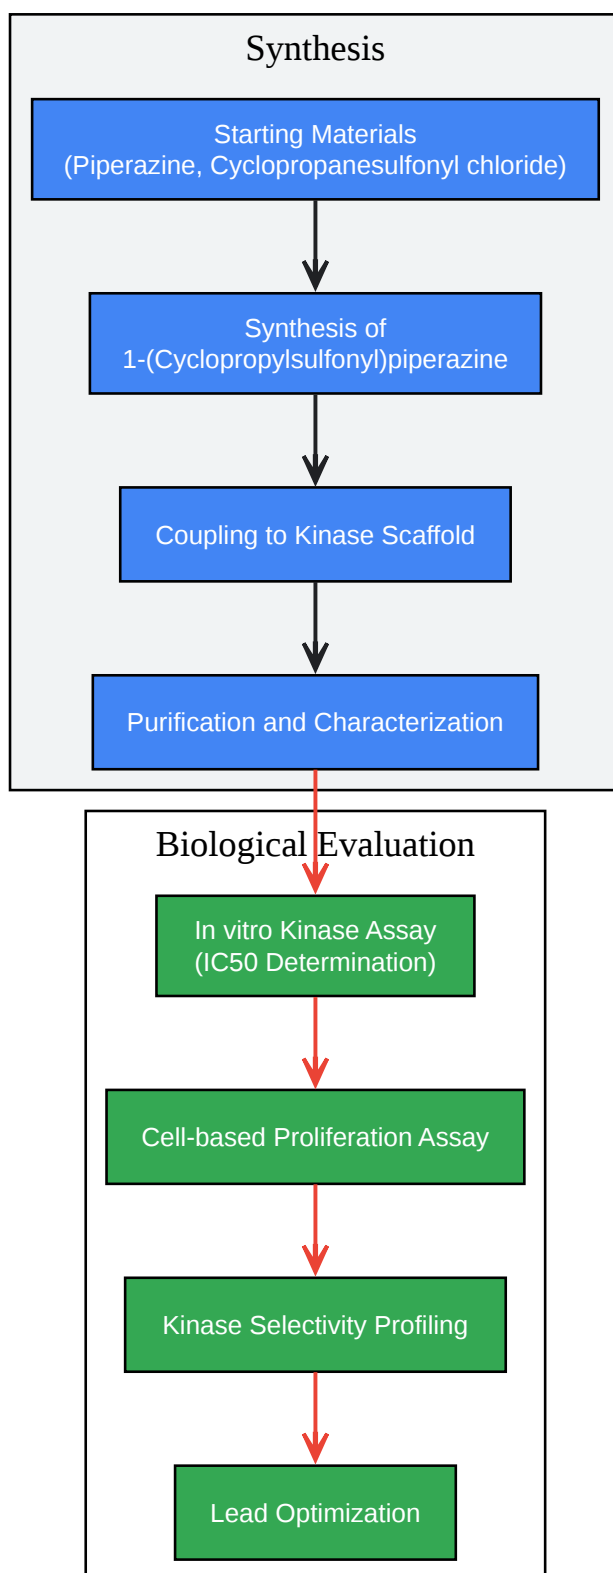 Synthesis
Starting Materials
(Piperazine, Cyclopropanesulfonyl chloride)
Synthesis of
1-(Cyclopropylsulfonyl)piperazine
Coupling to Kinase Scaffold
Purification and Characterization
Biological Evaluation
In vitro Kinase Assay
(IC50 Determination)
Cell-based Proliferation Assay
Kinase Selectivity Profiling
Lead Optimization